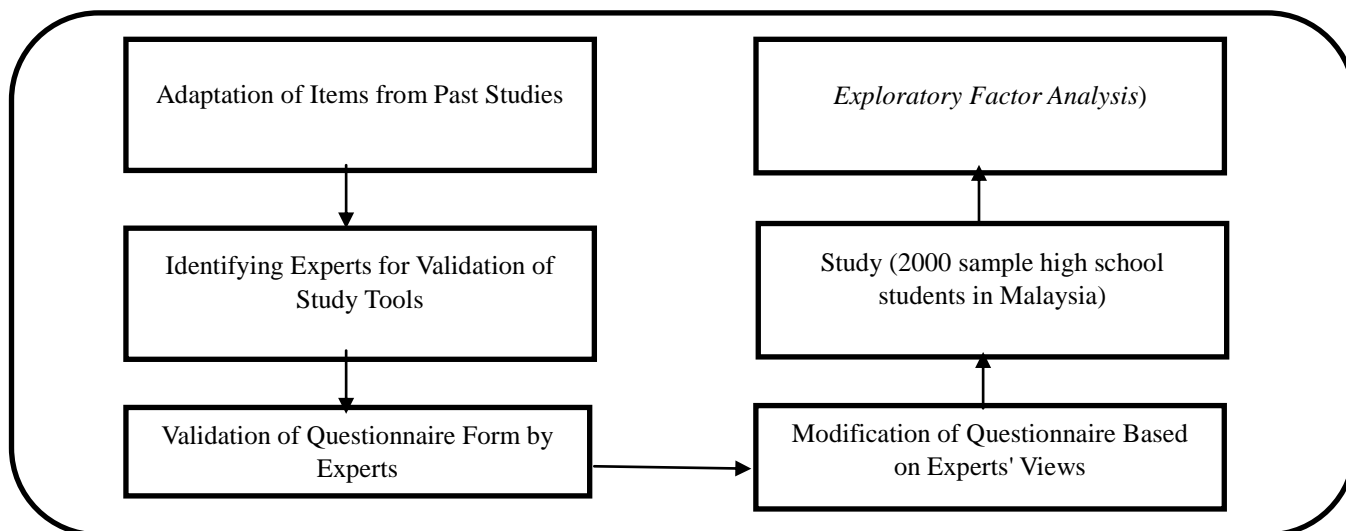 Adaptation of Items from Past Studies
Identifying Experts for Validation of
Study Tools
Validation of Questionnaire Form by
Experts
Modification of Questionnaire Based
on Experts' Views
Study (2000 sample high school
students in Malaysia)
Exploratory Factor Analysis)